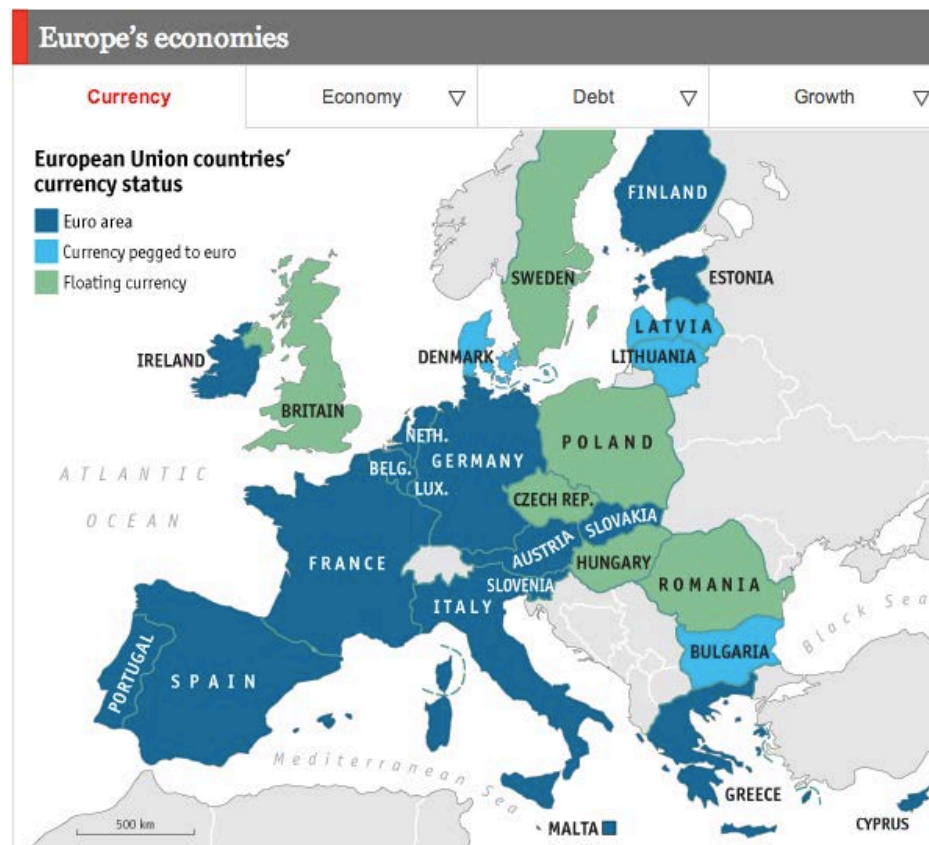 Europe's economies
Currency
Economy
Debt
Growth
European Union countries'
currency status
Euro area
Currency pegged to euro
Floating currency
FINLAND
SWEDEN
ESTONIA
LATVIA
LITHUANIA
DENMARK
IRELAND
BRITAIN
NETH.
BELG.
GERMANY
LUX.
POLAND
CZECH REP.
SLOVAKIA
AUSTRIA
HUNGARY
SLOVENIA
ROMANIA
FRANCE
ITALY
BULGARIA
PORTUGAL
SPAIN
ATLANTIC
OCEAN
Black Sea
Mediterranean
Sea
GREECE
CYPRUS
MALTA
500 km